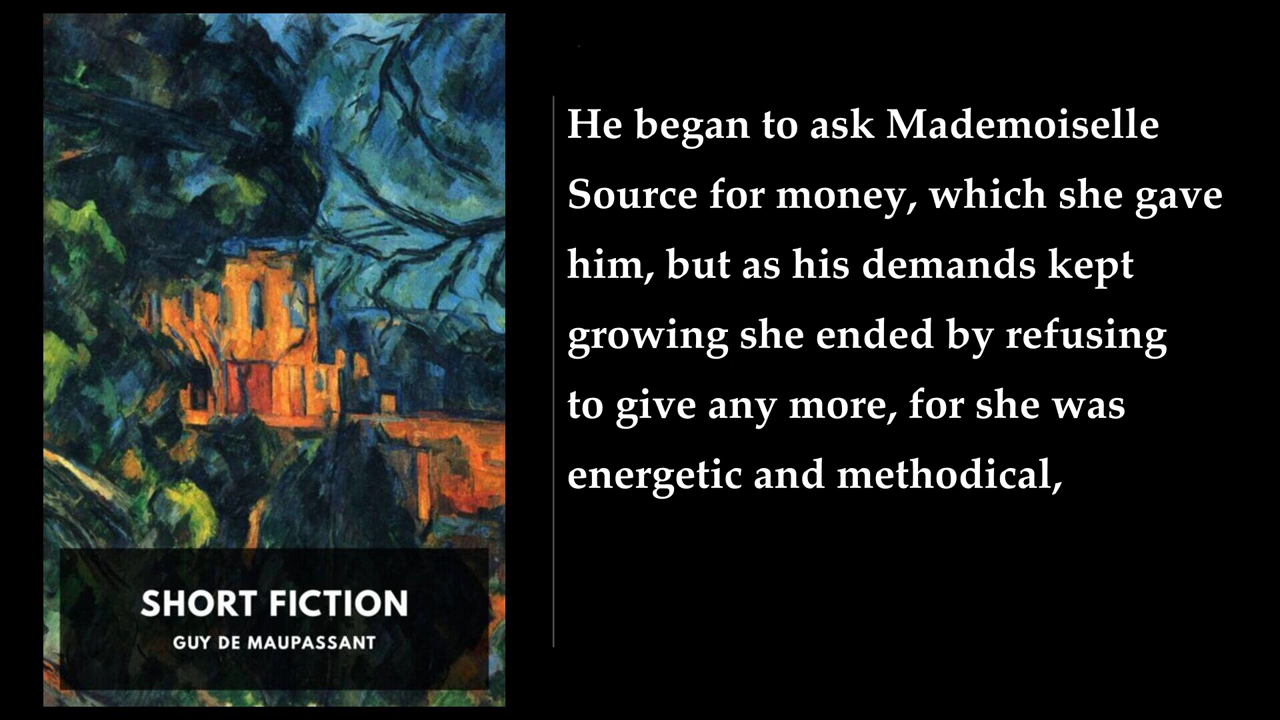 He began to ask Mademoiselle
Source for money, which she gave
him, but as his demands kept
growing she ended by refusing
to give any more, for she was
energetic and methodical,
SHORT FICTION
GUY DE MAUPASSANT